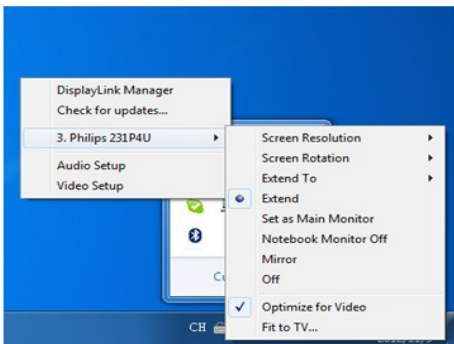 DisplayLink Manager
Check for updates...
3. Philips 231P4U
Audio Setup
Video Setup
Screen Resolution
Screen Rotation
Extend To
Extend
Set as Main Monitor
Notebook Monitor Off
Mirror
Off
Optimize for Video
Fit to TV...
CH